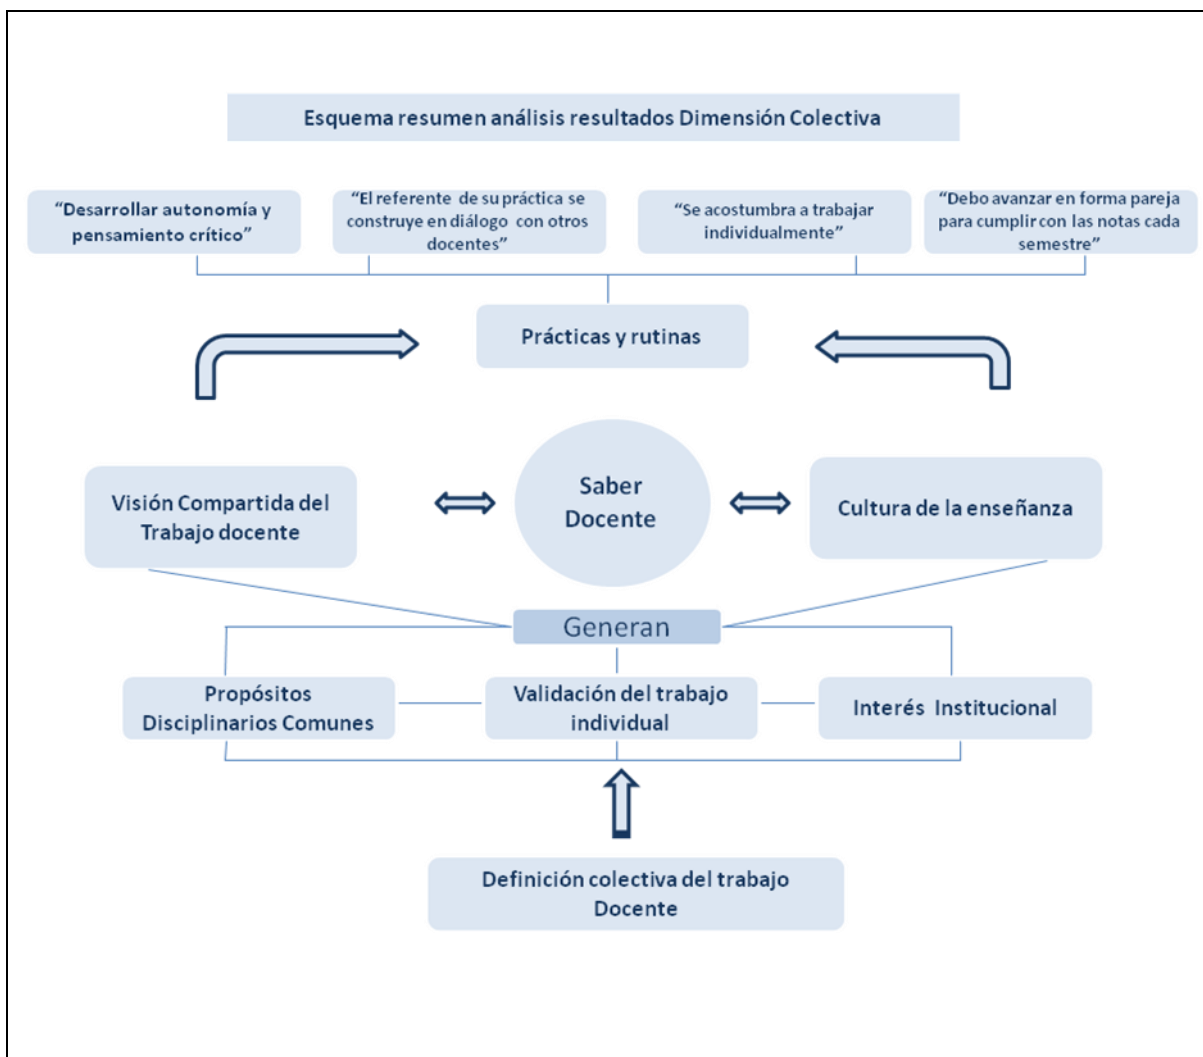 Esquema resumen análisis resultados Dimensión Colectiva
“Desarrollar autonomía y
pensamiento crítico”
“El referente de su práctica se
construye en diálogo con otros
docentes”
“Se acostumbra a trabajar
individualmente”
“Debo avanzar en forma pareja
para cumplir con las notas cada
semestre”
Prácticas y rutinas
Visión Compartida del
Trabajo docente
Saber
Docente
Cultura de la enseñanza
Generan
Propósitos
Disciplinarios Comunes
Validación del trabajo
individual
Interés Institucional
Definición colectiva del trabajo
Docente